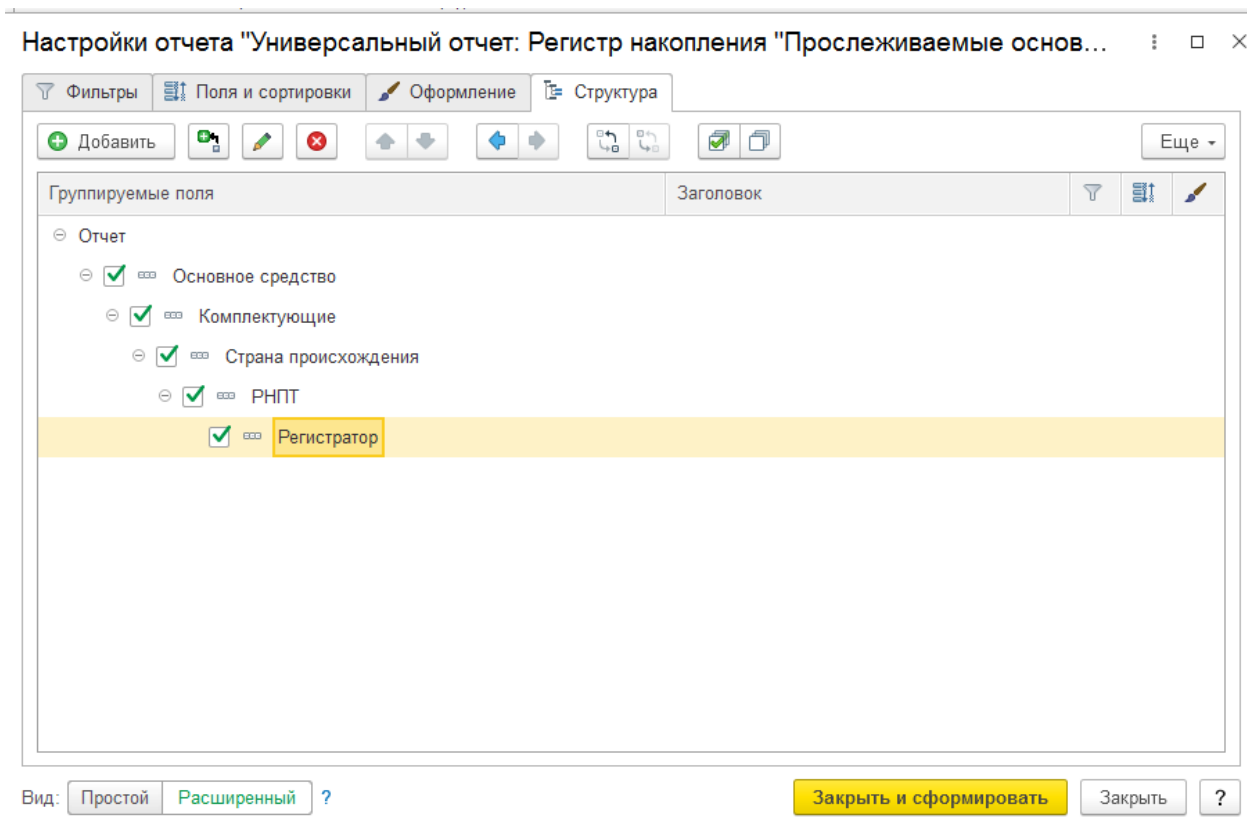 Настройки отчета "Универсальный отчет: Регистр накопления "Прослеживаемые основ...
Фильтры Поля и сортировки Оформление Структура
Добавить Еще
Группируемые поля Заголовок
Отчет
Основное средство
Комплектующие
Страна происхождения
РНПТ
Регистратор
Вид: Простой Расширенный ? Закрыть и сформировать Закрыть ?